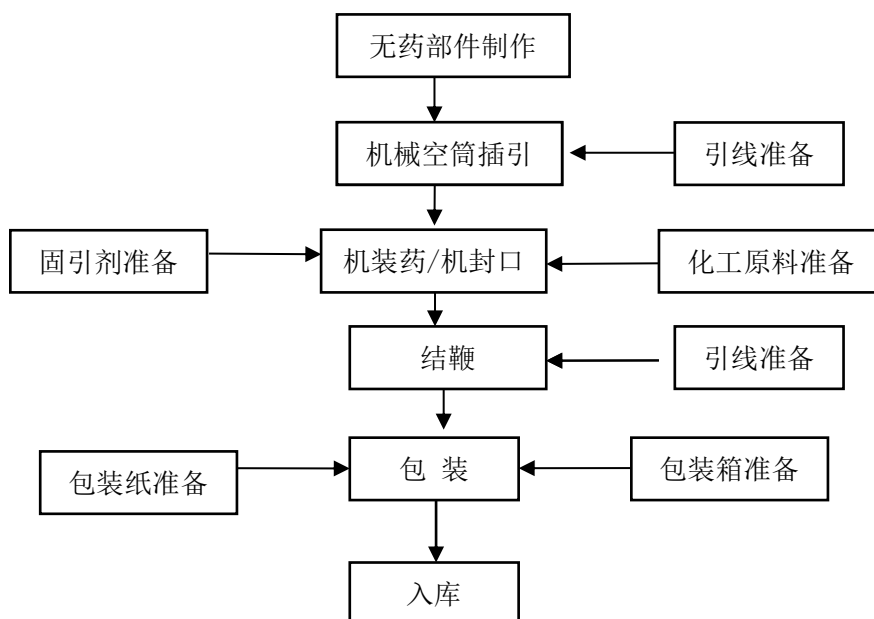 无药部件制作
机械空筒插引
引线准备
固引剂准备
机装药/机封口
化工原料准备
结鞭
引线准备
包装纸准备
包 装
包装箱准备
入库